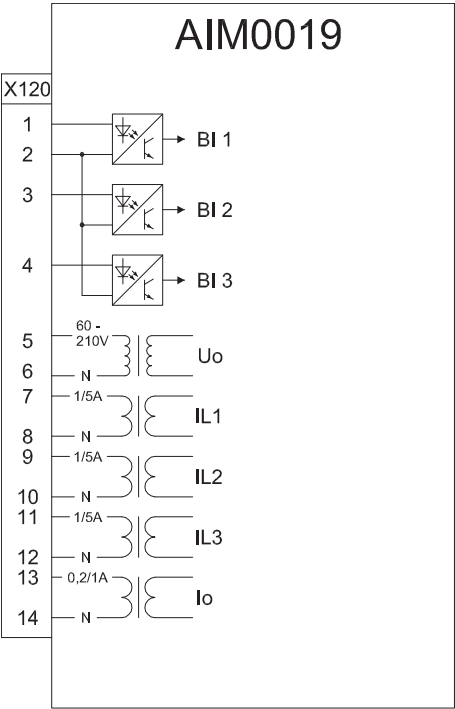 AIM0019
X120
1
2
BI 1
3
BI 2
4
BI 3
60 -
5
210V
Uo
6
N
7
1/5A
IL1
8
N
9
1/5A
IL2
10
N
11
1/5A
IL3
12
N
13
0,2/1A
Io
14
N